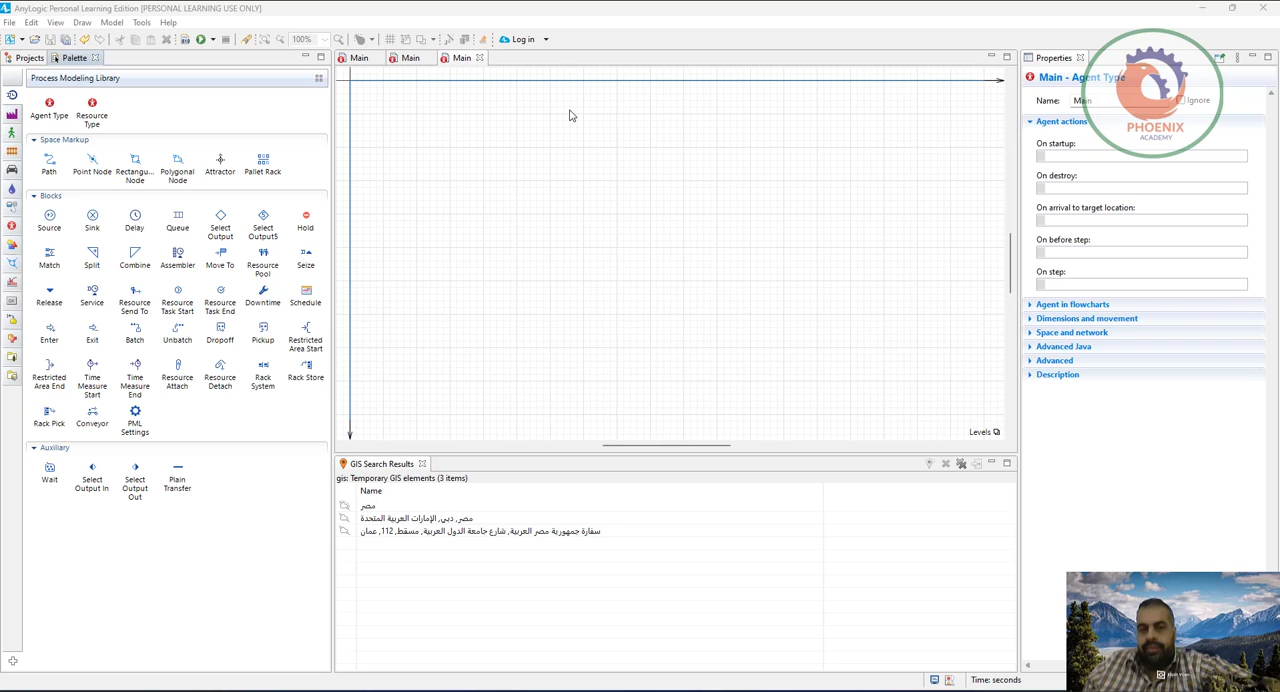 AnyLogic Personal Learning Edition [PERSONAL LEARNING USE ONLY]
File Edit View Draw Model Tools Help
100% Log in
Projects Palette Main Main Main Properties
Process Modeling Library
Main - Agent Type
Name: Main Ignore
Agent Type
Resource Type
Space Markup
Path
Point Node
Rectangu... Node
Polygonal Node
Attractor
Pallet Rack
Blocks
Source
Sink
Delay
Queue
Select Output
Select Output5
Hold
Match
Split
Combine
Assembler
Move To
Resource Pool
Seize
Release
Service
Resource Send To
Resource Task Start
Resource Task End
Downtime
Schedule
Enter
Exit
Batch
Unbatch
Dropoff
Pickup
Restricted Area Start
Restricted Area End
Time Measure Start
Time Measure End
Resource Attach
Resource Detach
Rack System
Rack Store
Rack Pick
Conveyor
PML Settings
Auxiliary
Wait
Select Output In
Select Output Out
Plain Transfer
Levels
GIS Search Results
gis: Temporary GIS elements (3 items)
Name
مصر
مصر, دبي, الإمارات العربية المتحدة
سفارة جمهورية مصر العربية, شارع جامعة الدول العربية, مسقط, 112, عمان
Agent actions
On startup:
On destroy:
On arrival to target location:
On before step:
On step:
Agent in flowcharts
Dimensions and movement
Space and network
Advanced Java
Advanced
Description
PHOENIX
ACADEMY
Time: seconds